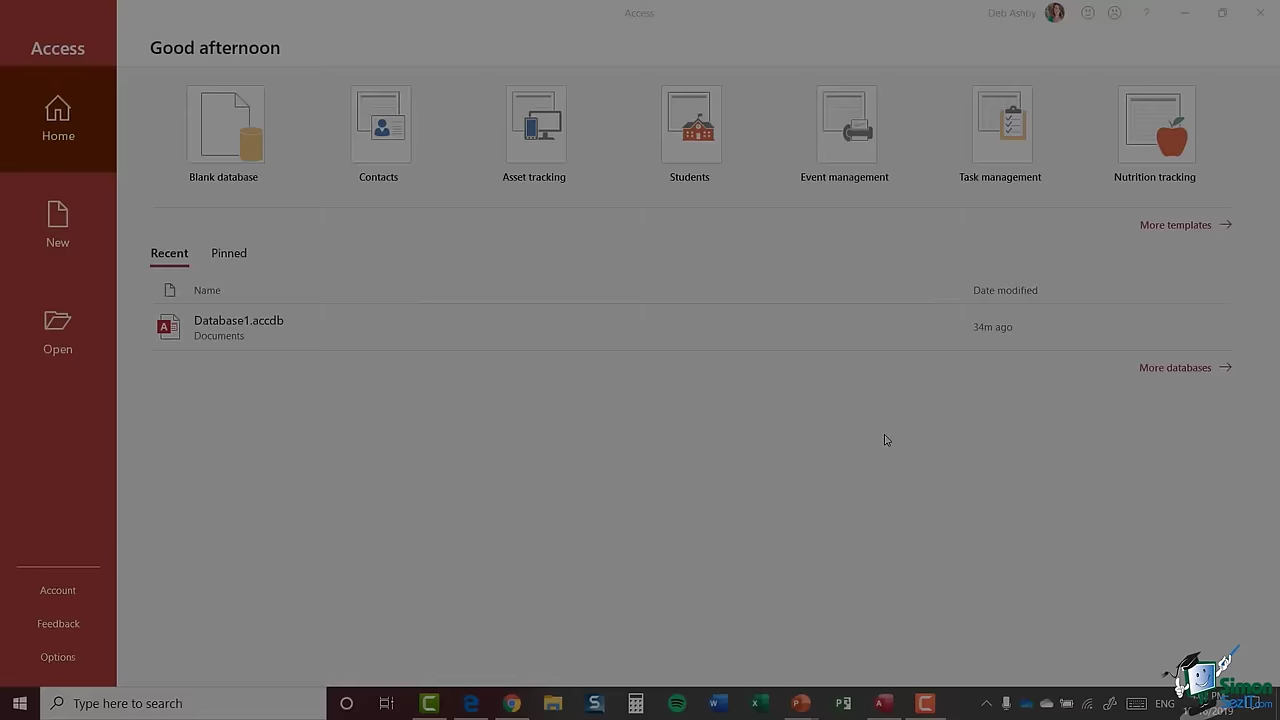 Access
Deb Ashby
?
Access
Good afternoon
Home
New
Open
Blank database
Contacts
Asset tracking
Students
Event management
Task management
Nutrition tracking
More templates
Recent
Pinned
Name
Date modified
Database1.accdb
Documents
34m ago
More databases
Account
Feedback
Options
Type here to search
ENG
PM
Simon